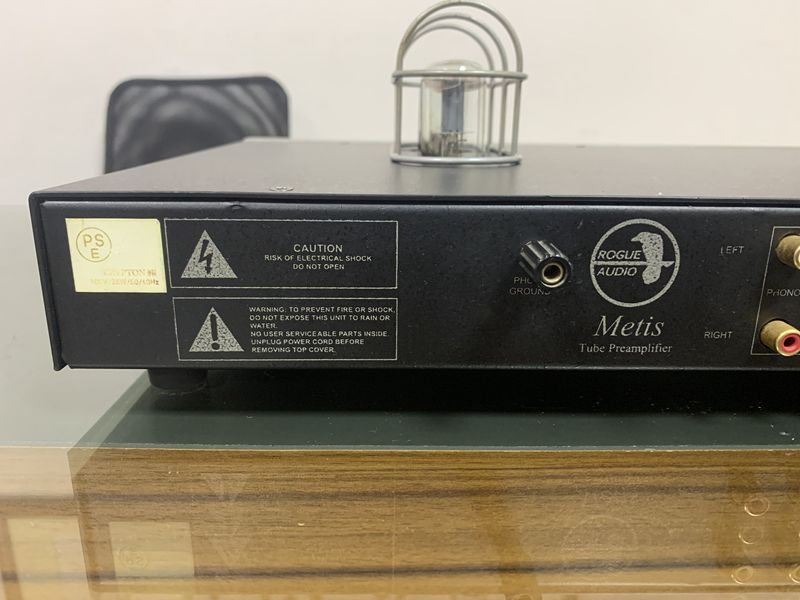 PS
E
CAUTION
RISK OF ELECTRICAL SHOCK
DO NOT OPEN
WARNING: TO PREVENT FIRE OR SHOCK,
DO NOT EXPOSE THIS UNIT TO RAIN OR
WATER.
NO USER SERVICEABLE PARTS INSIDE.
UNPLUG POWER CORD BEFORE
REMOVING TOP COVER.
GROUND
ROGUE
AUDIO
Metis
Tube Preamplifier
LEFT
PHONO
RIGHT